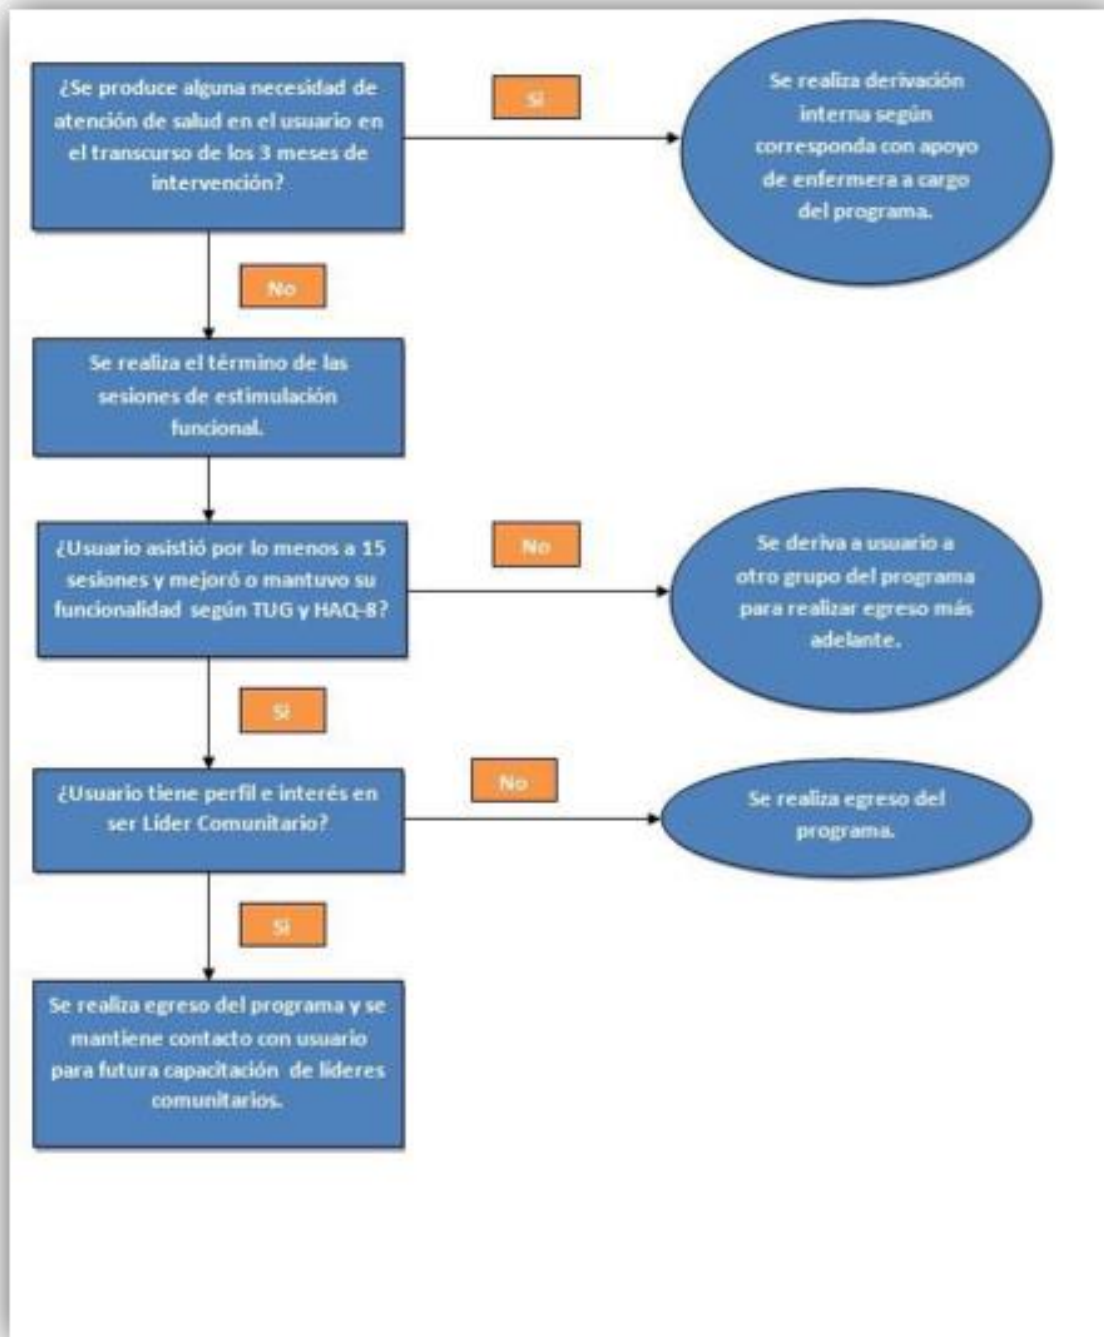 ¿Se produce alguna necesidad de
atención de salud en el usuario en
el transcurso de los 3 meses de
intervención?
Si
Se realiza derivación
interna según
corresponda con apoyo
de enfermera a cargo
del programa.
No
Se realiza el término de las
sesiones de estimulación
funcional.
¿Usuario asistió por lo menos a 15
sesiones y mejoró o mantuvo su
funcionalidad según TUG y HAQ-8?
No
Se deriva a usuario a
otro grupo del programa
para realizar egreso más
adelante.
Si
¿Usuario tiene perfil e interés en
ser Líder Comunitario?
No
Se realiza egreso del
programa.
Si
Se realiza egreso del programa y se
mantiene contacto con usuario
para futura capacitación de líderes
comunitarios.